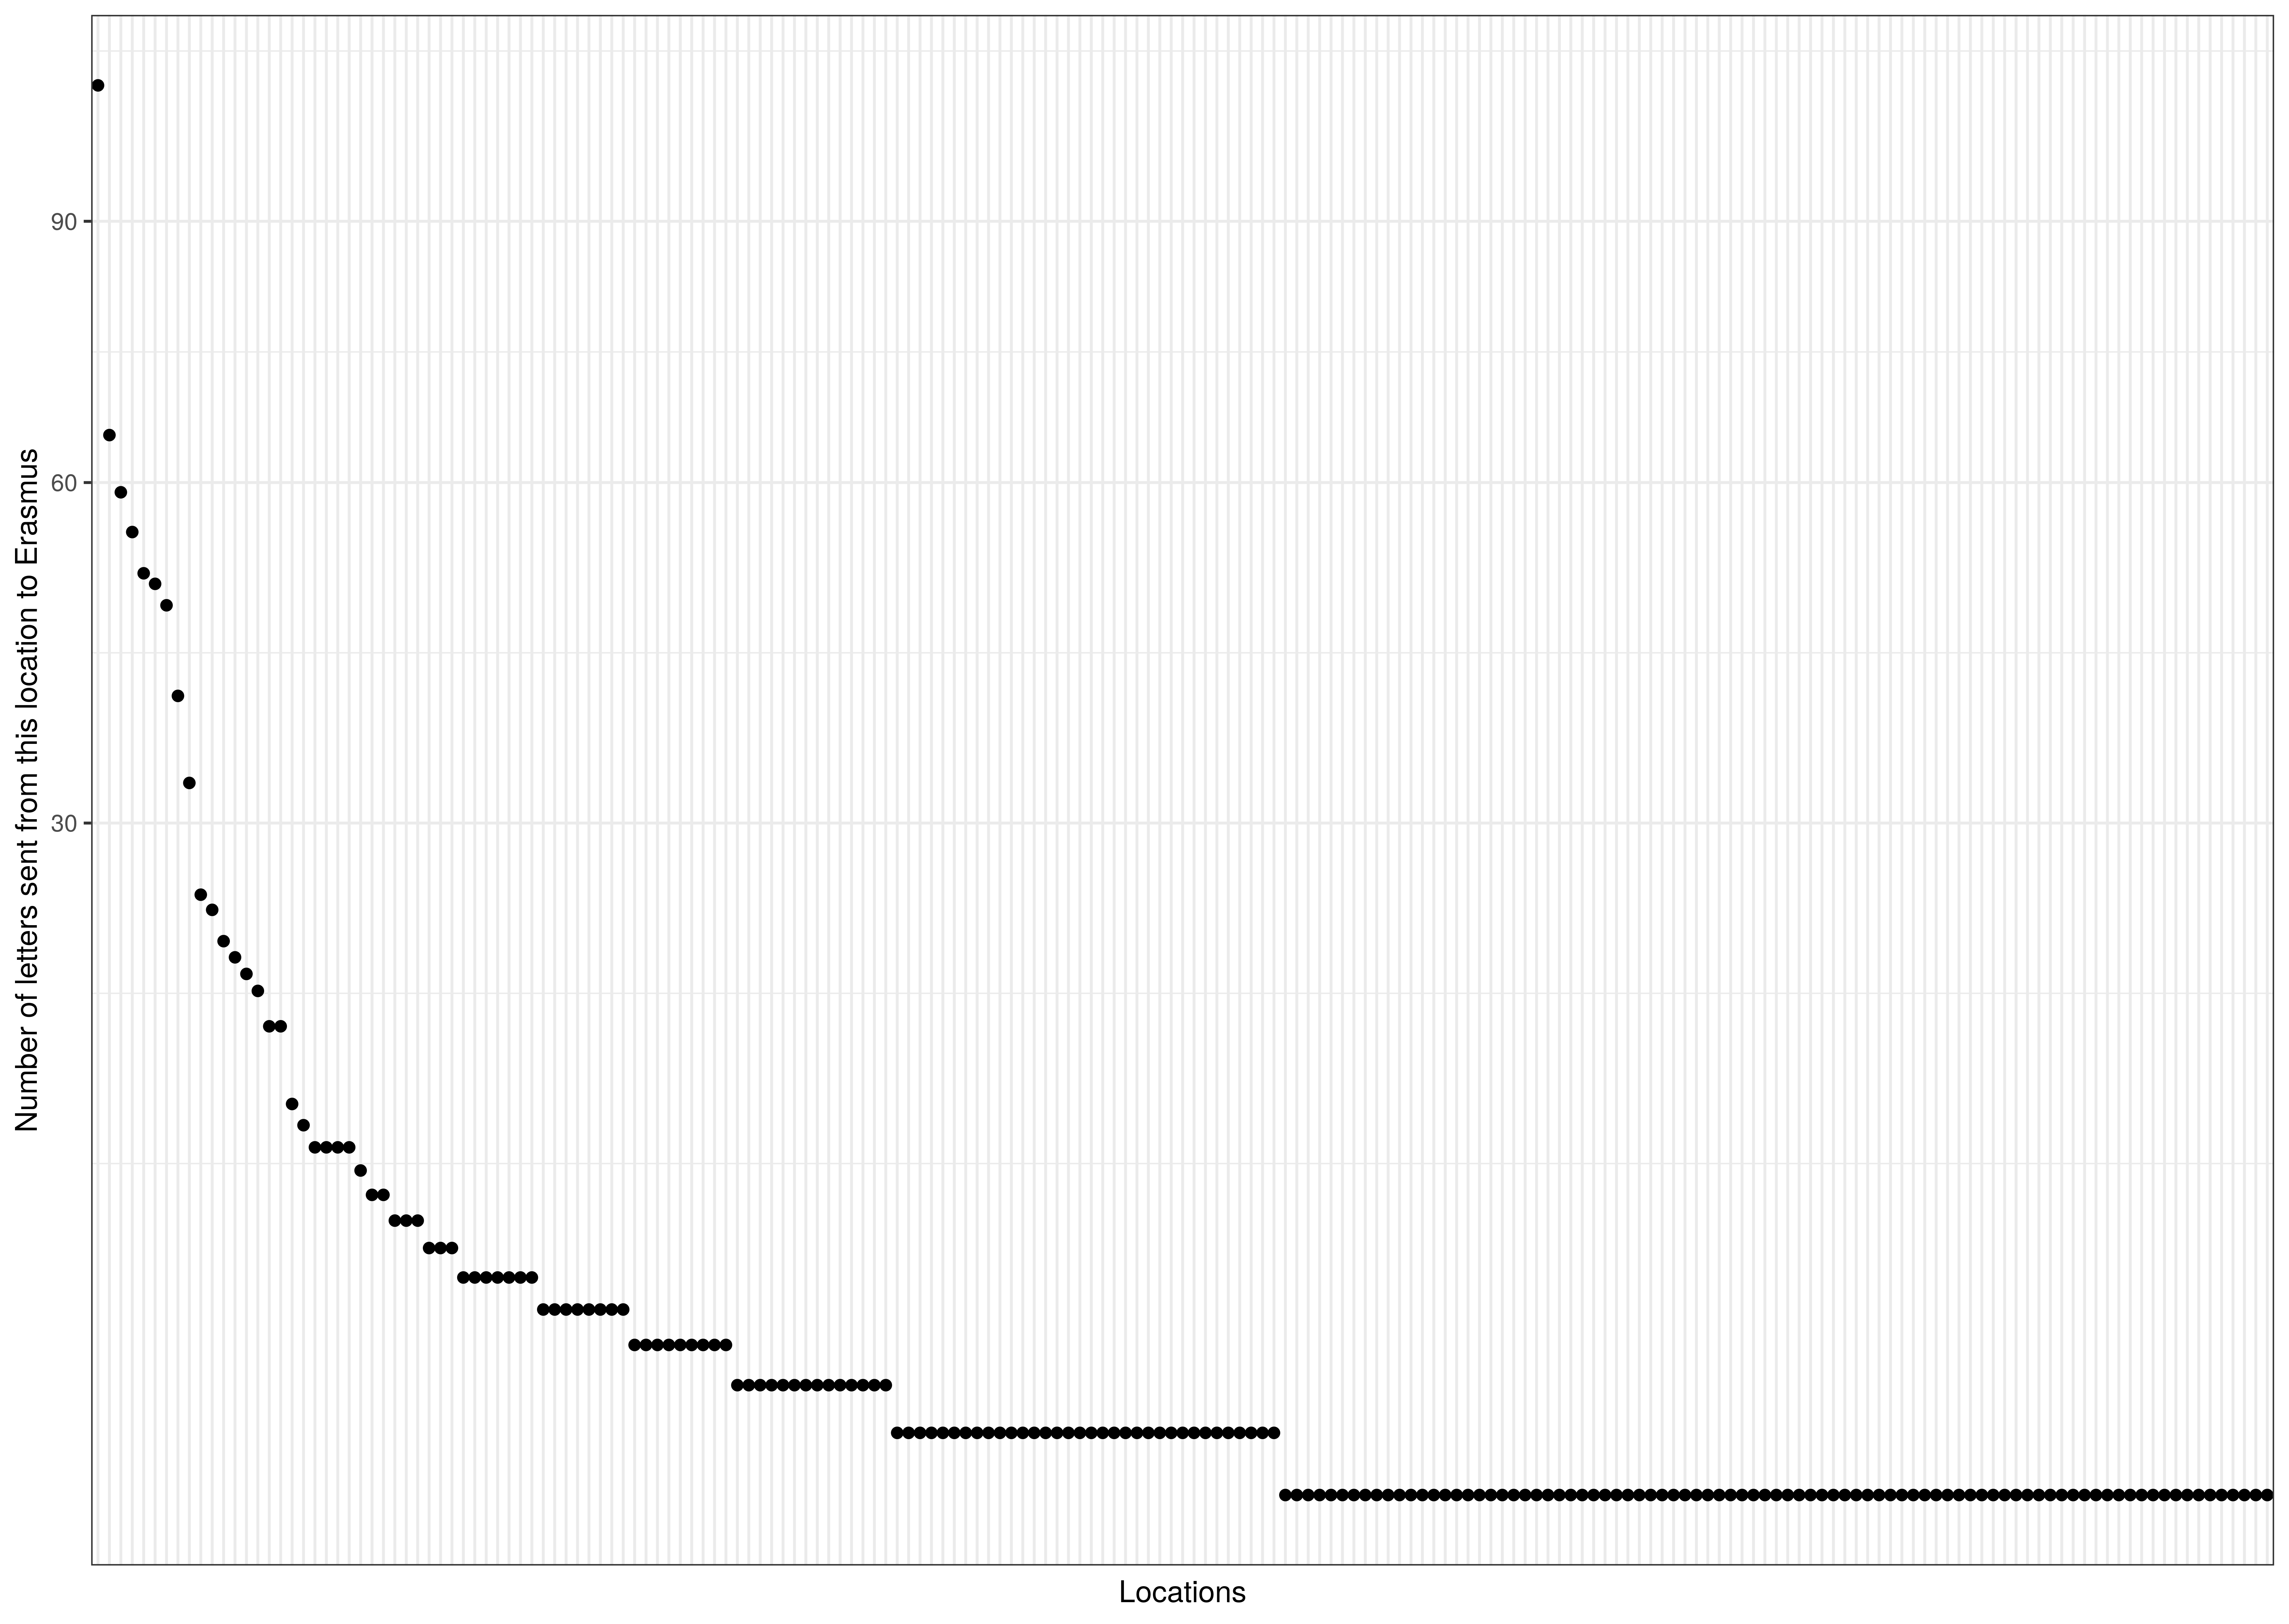 90
60
30
Number of letters sent from this location to Erasmus
Locations